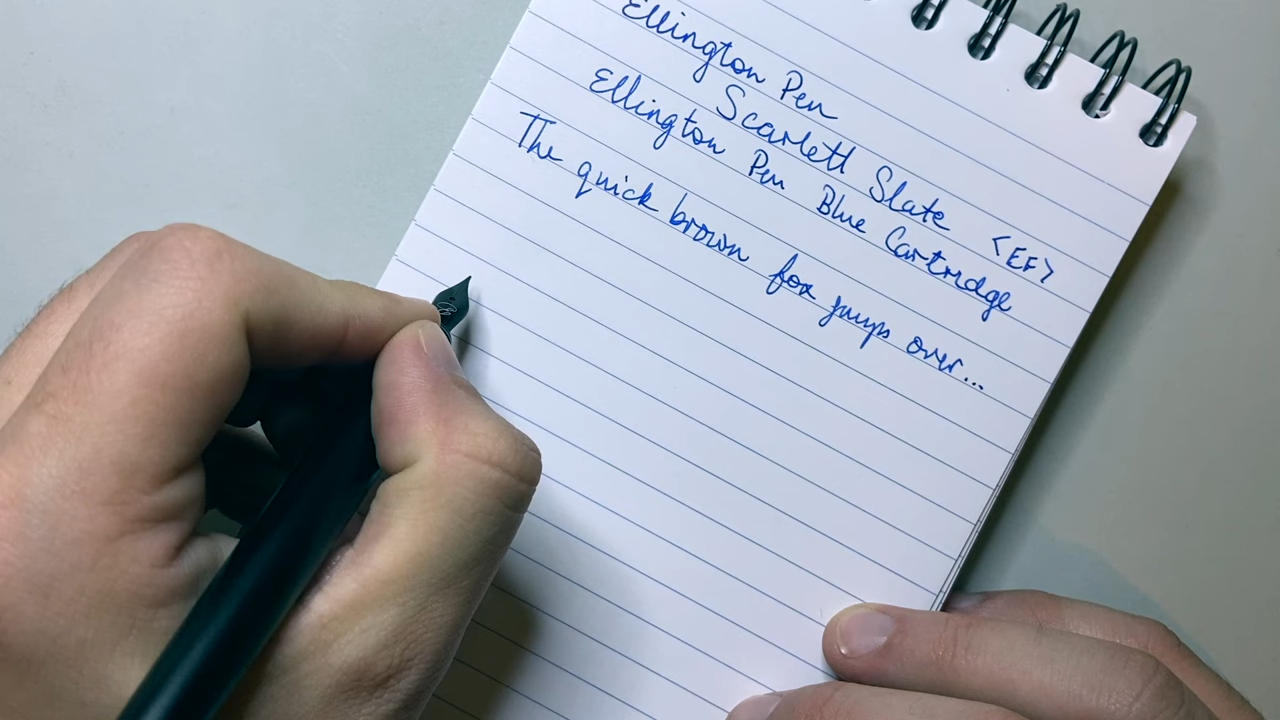 Ellington Pen
Scarlett Slate <EF>
Ellington Pen Blue Cartridge
The quick brown fox jumps over...